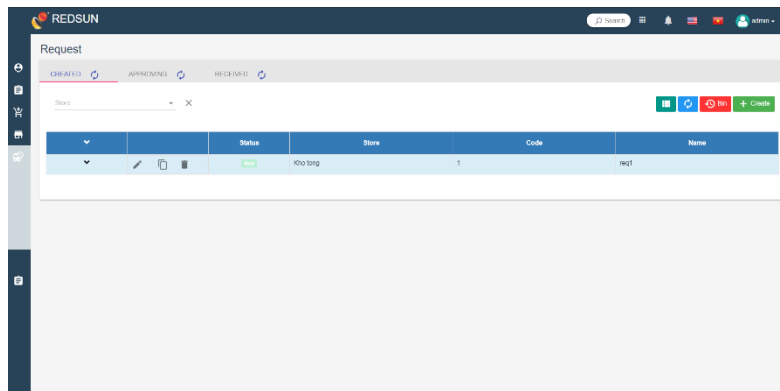 REDSUN
Search
admin
Request
CREATED
APPROVING
RECEIVED
Store
Bin
Create
Status Store Code Name
Kho tong 1 req1